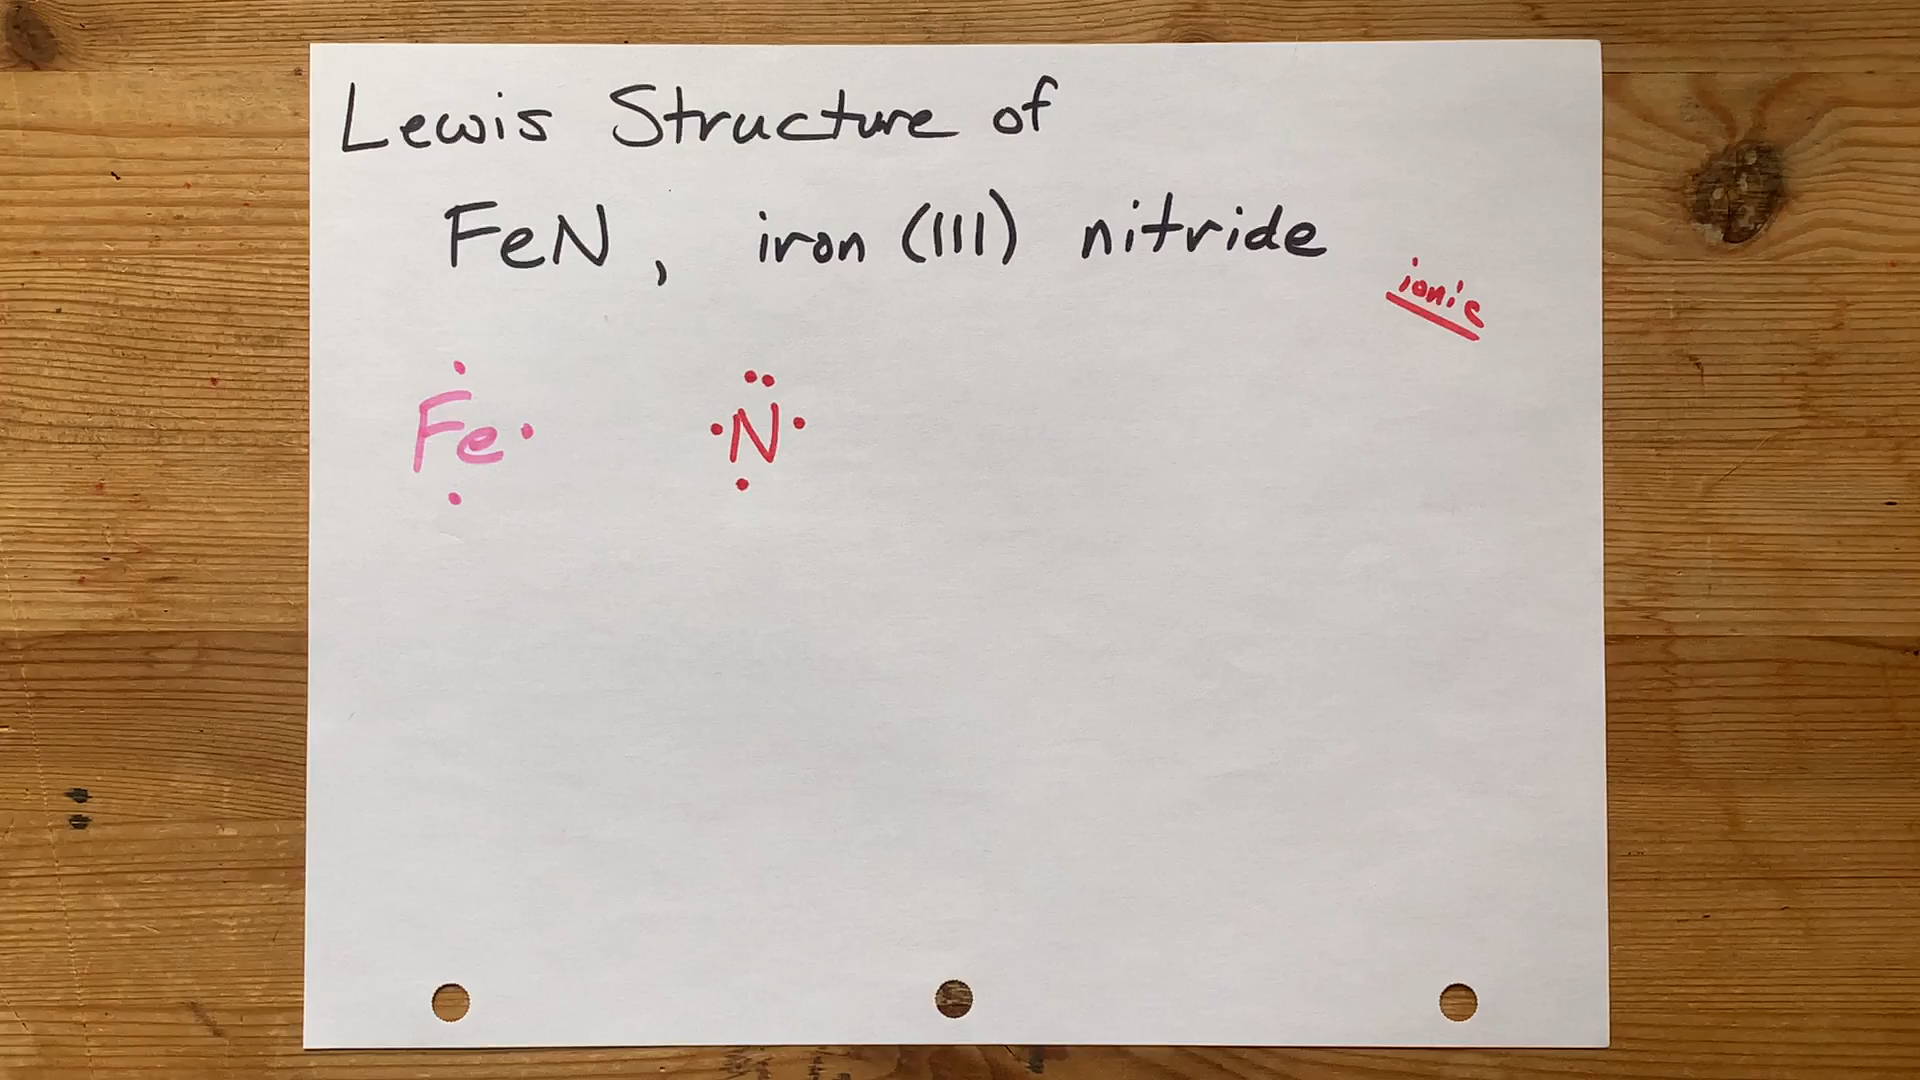 Lewis Structure of
FeN, iron (III) nitride
ionic
Fe N